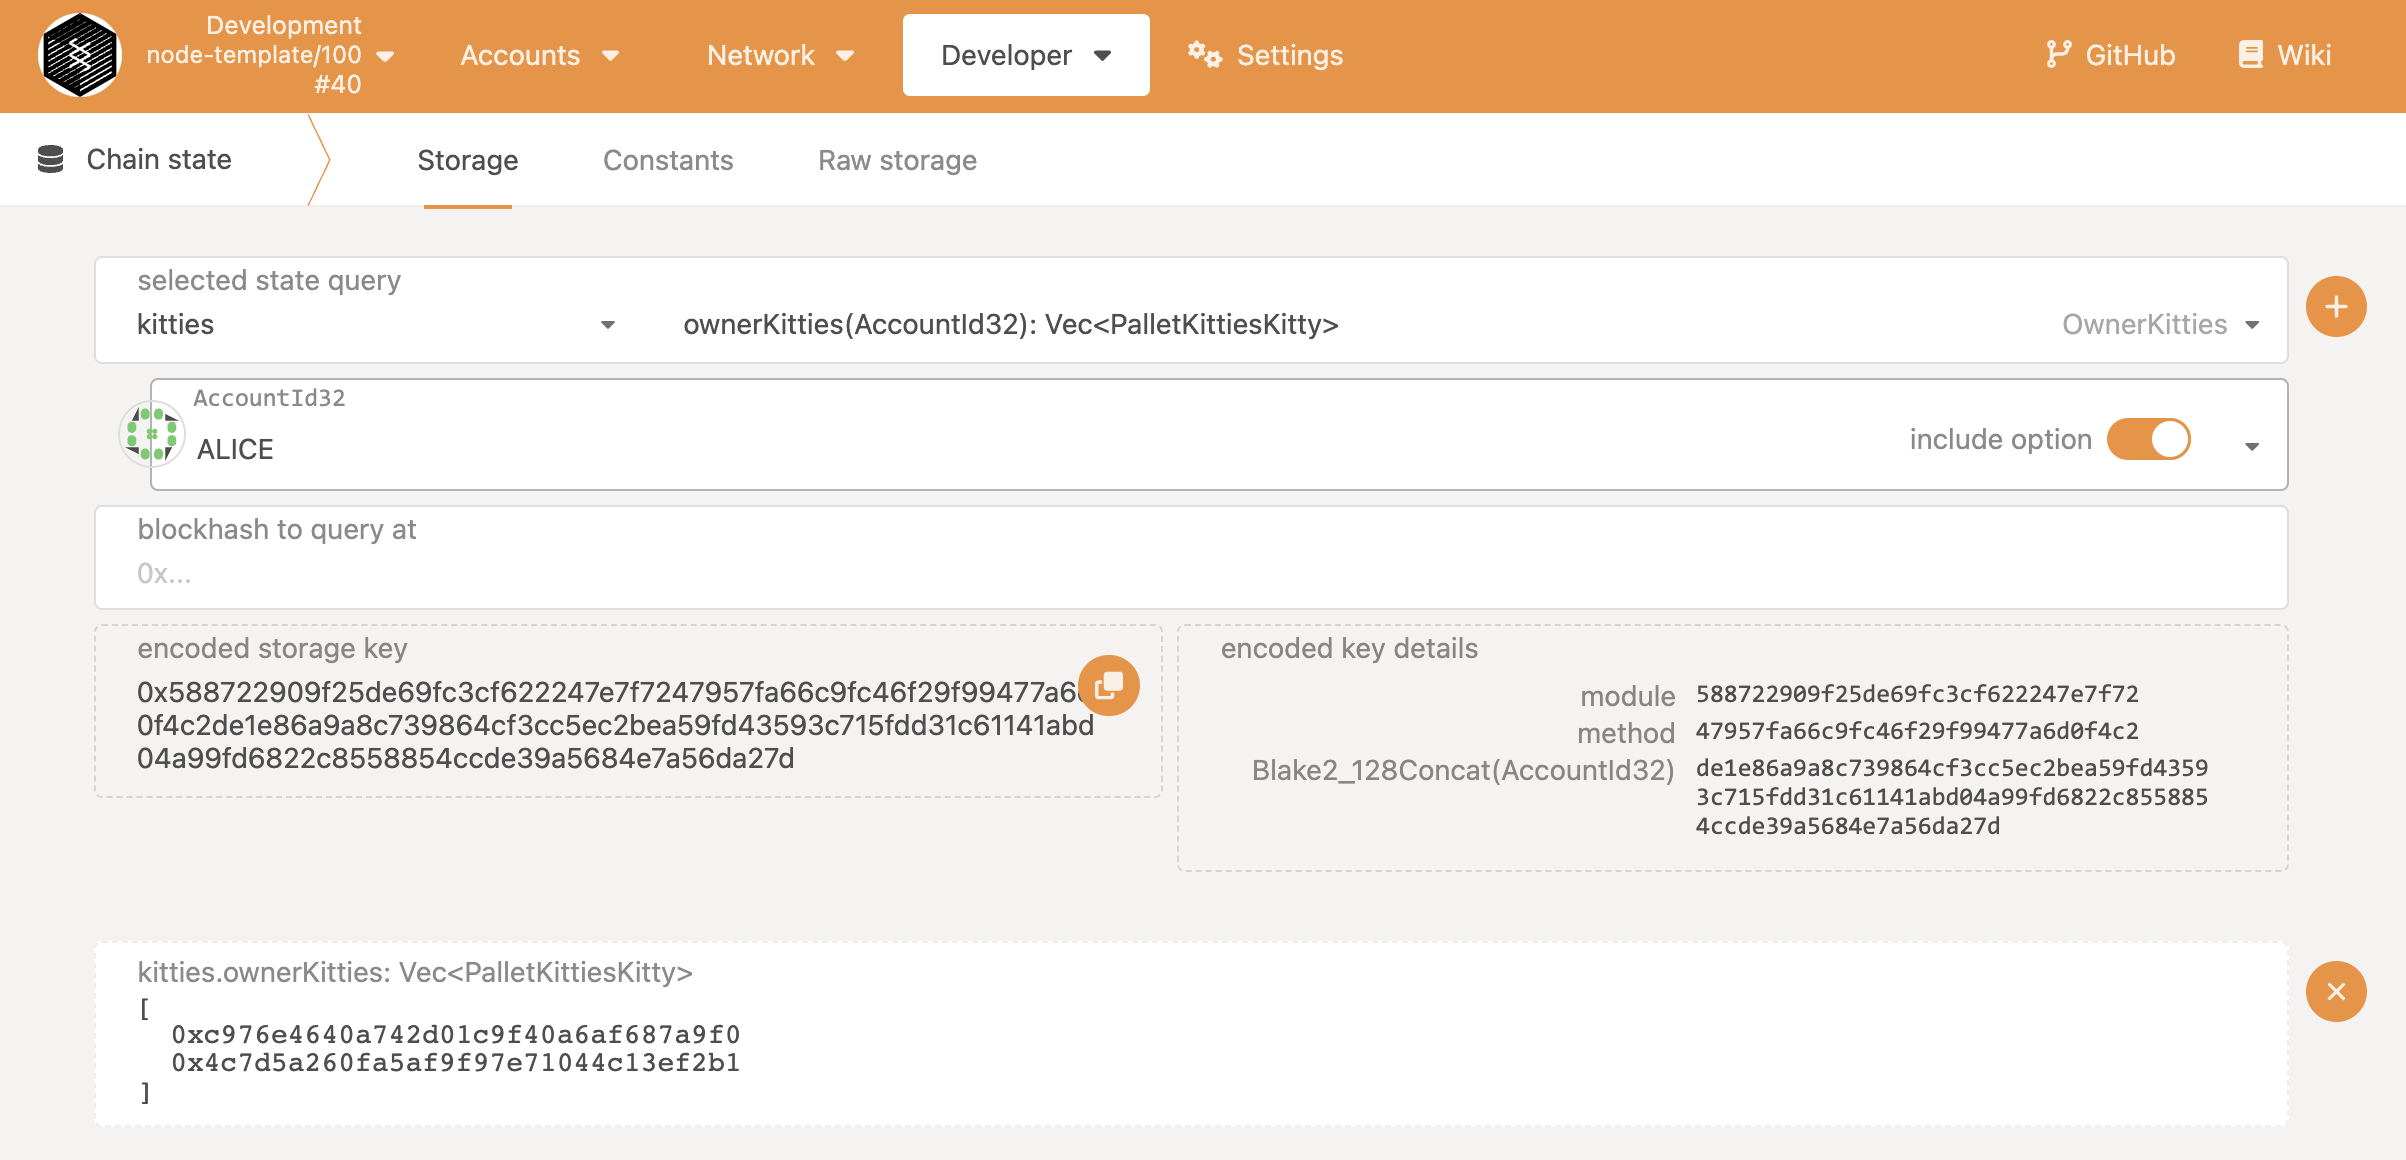 Development
node-template/100
#40
Accounts
Network
Developer
Settings
GitHub
Wiki
Chain state
Storage
Constants
Raw storage
selected state query
kitties
ownerKitties(AccountId32): Vec<PalletKittiesKitty>
OwnerKitties
AccountId32
ALICE
include option
blockhash to query at
0x...
encoded storage key
0x588722909f25de69fc3cf622247e7f7247957fa66c9fc46f29f99477a6
0f4c2de1e86a9a8c739864cf3cc5ec2bea59fd43593c715fdd31c61141abd
04a99fd6822c8558854ccde39a5684e7a56da27d
encoded key details
module 588722909f25de69fc3cf622247e7f72
method 47957fa66c9fc46f29f99477a6d0f4c2
Blake2_128Concat(AccountId32) de1e86a9a8c739864cf3cc5ec2bea59fd4359
3c715fdd31c61141abd04a99fd6822c855885
4ccde39a5684e7a56da27d
kitties.ownerKitties: Vec<PalletKittiesKitty>
[
0xc976e4640a742d01c9f40a6af687a9f0
0x4c7d5a260fa5af9f97e71044c13ef2b1
]